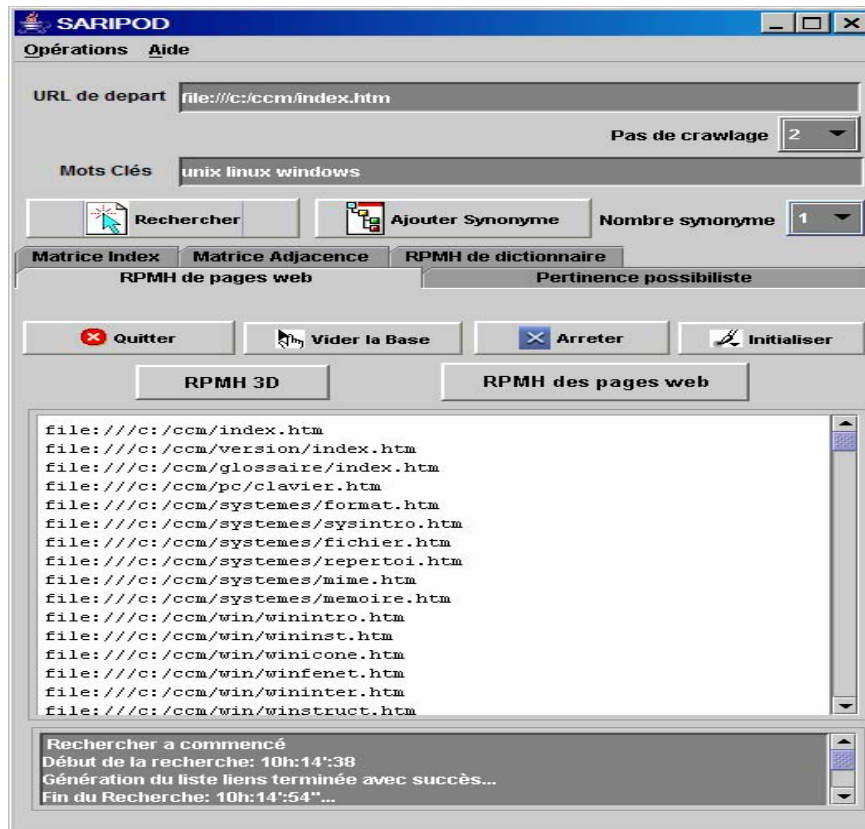 SARIPOD
Opérations Aide
URL de depart file:///c:/ccm/index.htm
Pas de crawlage 2
Mots Clés unix linux windows
Rechercher Ajouter Synonyme Nombre synonyme 1
Matrice Index Matrice Adjacence RPMH de dictionnaire
RPMH de pages web Pertinence possibiliste
Quitter Vider la Base Arreter Initialiser
RPMH 3D RPMH des pages web
file:///c:/ccm/index.htm
file:///c:/ccm/version/index.htm
file:///c:/ccm/glossaire/index.htm
file:///c:/ccm/pc/clavier.htm
file:///c:/ccm/systemes/format.htm
file:///c:/ccm/systemes/sysintro.htm
file:///c:/ccm/systemes/fichier.htm
file:///c:/ccm/systemes/repertoi.htm
file:///c:/ccm/systemes/mime.htm
file:///c:/ccm/systemes/memoire.htm
file:///c:/ccm/win/winintro.htm
file:///c:/ccm/win/wininst.htm
file:///c:/ccm/win/winicone.htm
file:///c:/ccm/win/winfenet.htm
file:///c:/ccm/win/wininter.htm
file:///c:/ccm/win/winstruct.htm
Rechercher a commencé
Début de la recherche: 10h:14':38
Génération du liste liens terminée avec succès...
Fin du Recherche: 10h:14':54"...